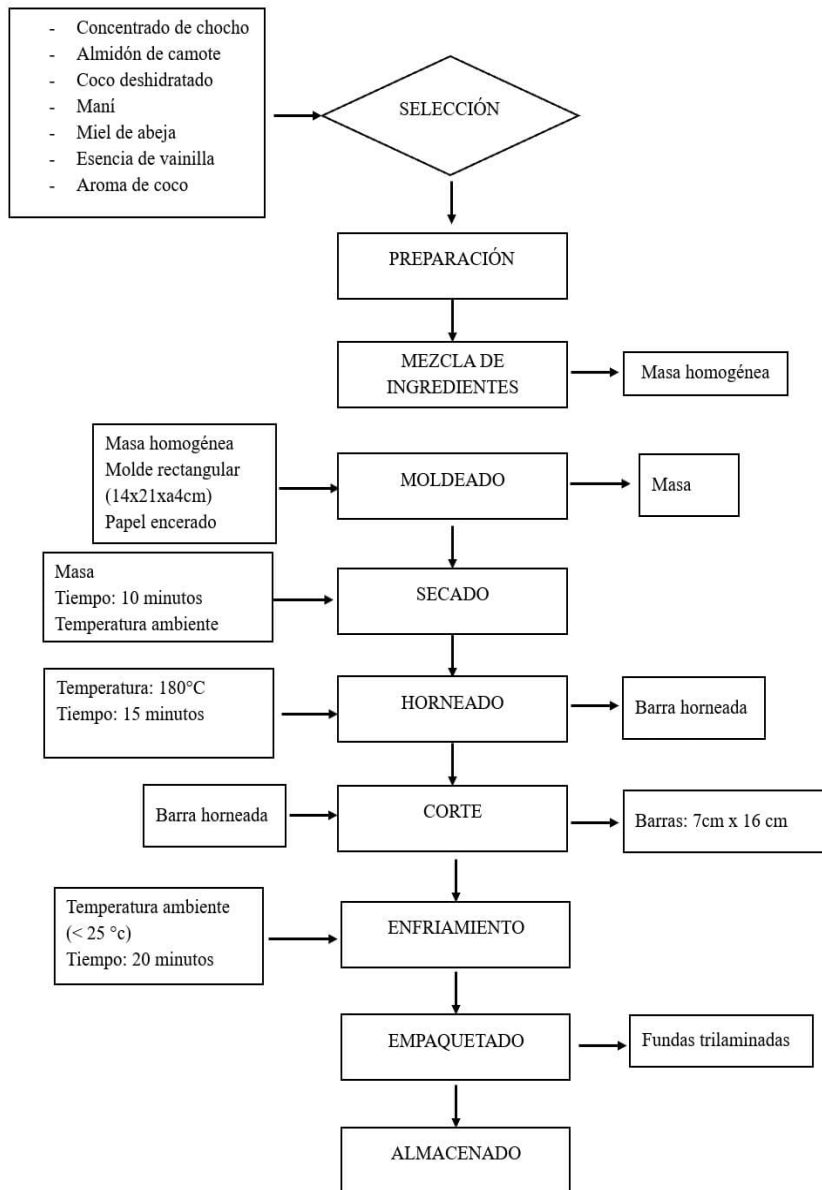 - Concentrado de chocho
- Almidón de camote
- Coco deshidratado
- Maní
- Miel de abeja
- Esencia de vainilla
- Aroma de coco
SELECCIÓN
PREPARACIÓN
MEZCLA DE
INGREDIENTES
Masa homogénea
Masa homogénea
Molde rectangular
(14x21xa4cm)
Papel encerado
MOLDEADO
Masa
Masa
Tiempo: 10 minutos
Temperatura ambiente
SECADO
Temperatura: 180°C
Tiempo: 15 minutos
HORNEADO
Barra horneada
Barra horneada
CORTE
Barras: 7cm x 16 cm
Temperatura ambiente
(< 25 °c)
Tiempo: 20 minutos
ENFRIAMIENTO
EMPAQUETADO
Fundas trilaminadas
ALMACENADO